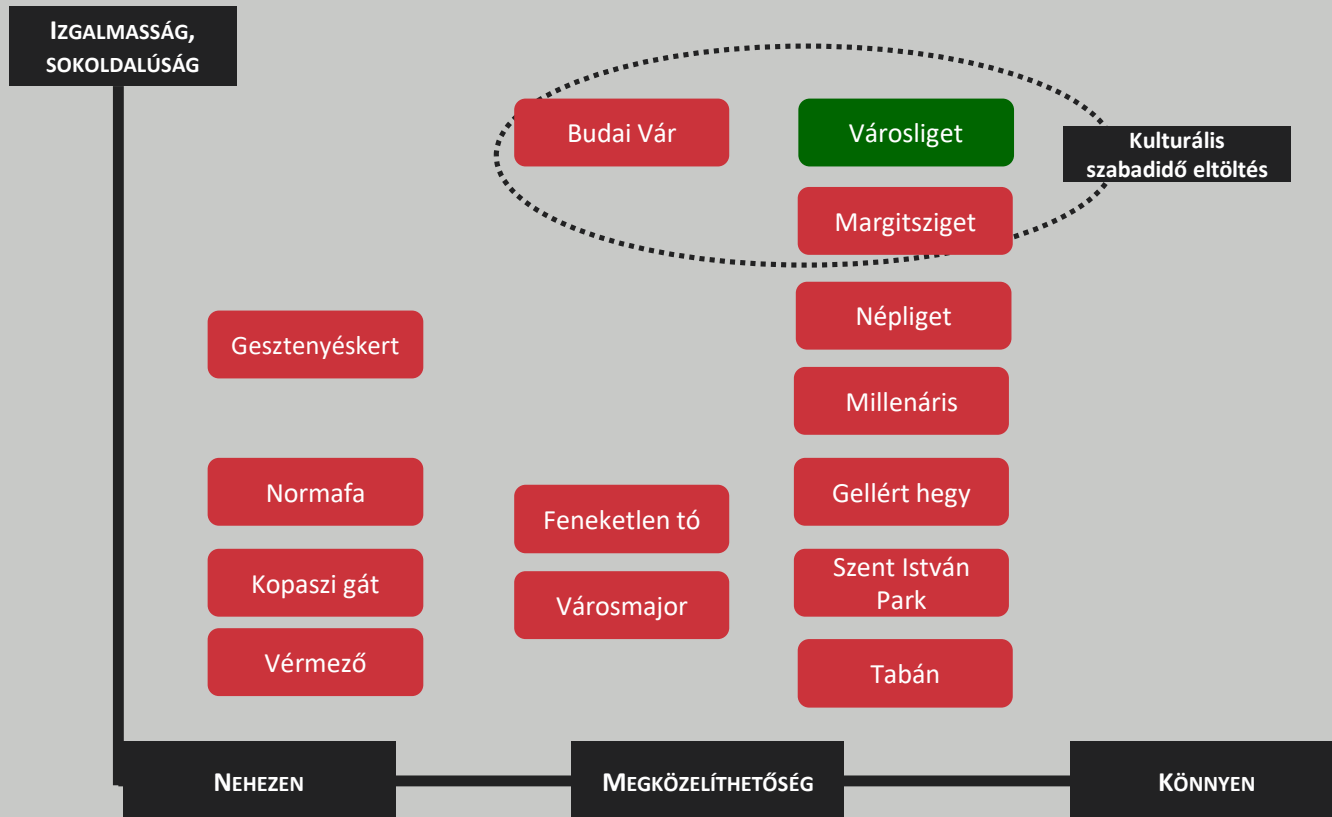 IZGALMASSÁG,
SOKOLDALÚSÁG
Budai Vár
Városliget
Kulturális
szabadidő eltöltés
Margitsziget
Népliget
Gesztenyéskert
Millenáris
Normafa
Gellért hegy
Feneketlen tó
Kopaszi gát
Szent István
Park
Városmajor
Vérmező
Tabán
NEHEZEN
MEGKÖZELÍTHETŐSÉG
KÖNNYEN